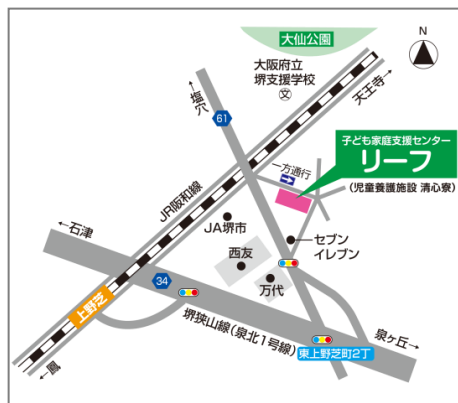 大仙公園
N
大阪府立
堺支援学校
文
天王寺→
←塩穴
61
子ども家庭支援センター
リーフ
(児童養護施設 清心寮)
一方通行
JR阪和線
JA堺市
←石津
セブン
イレブン
西友
34
万代
上野芝
堺狭山線(泉北1号線)
泉ヶ丘→
東上野芝町2丁
←鳳